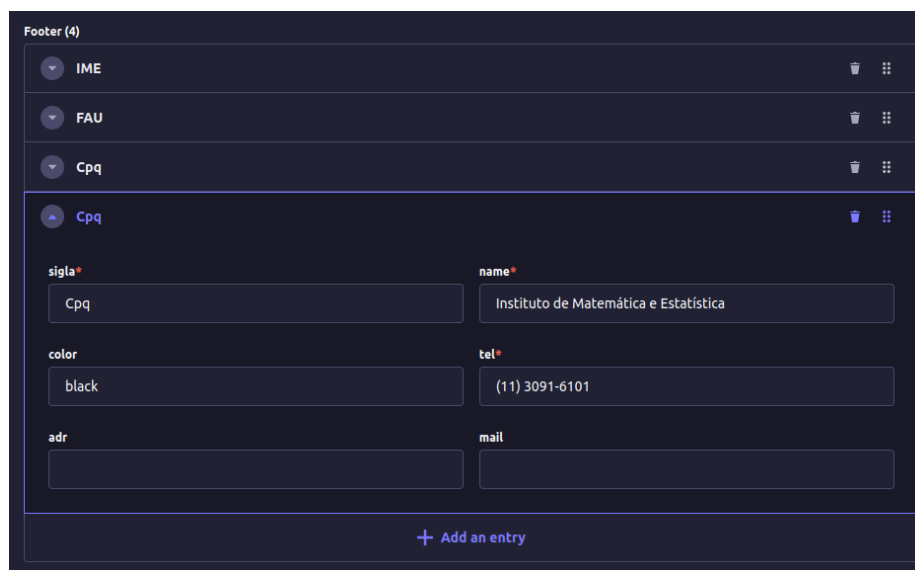 Footer (4)
IME
FAU
Cpq
Cpq
sigla* name*
Cpq Instituto de Matemática e Estatística
color tel*
black (11) 3091-6101
adr mail
+ Add an entry